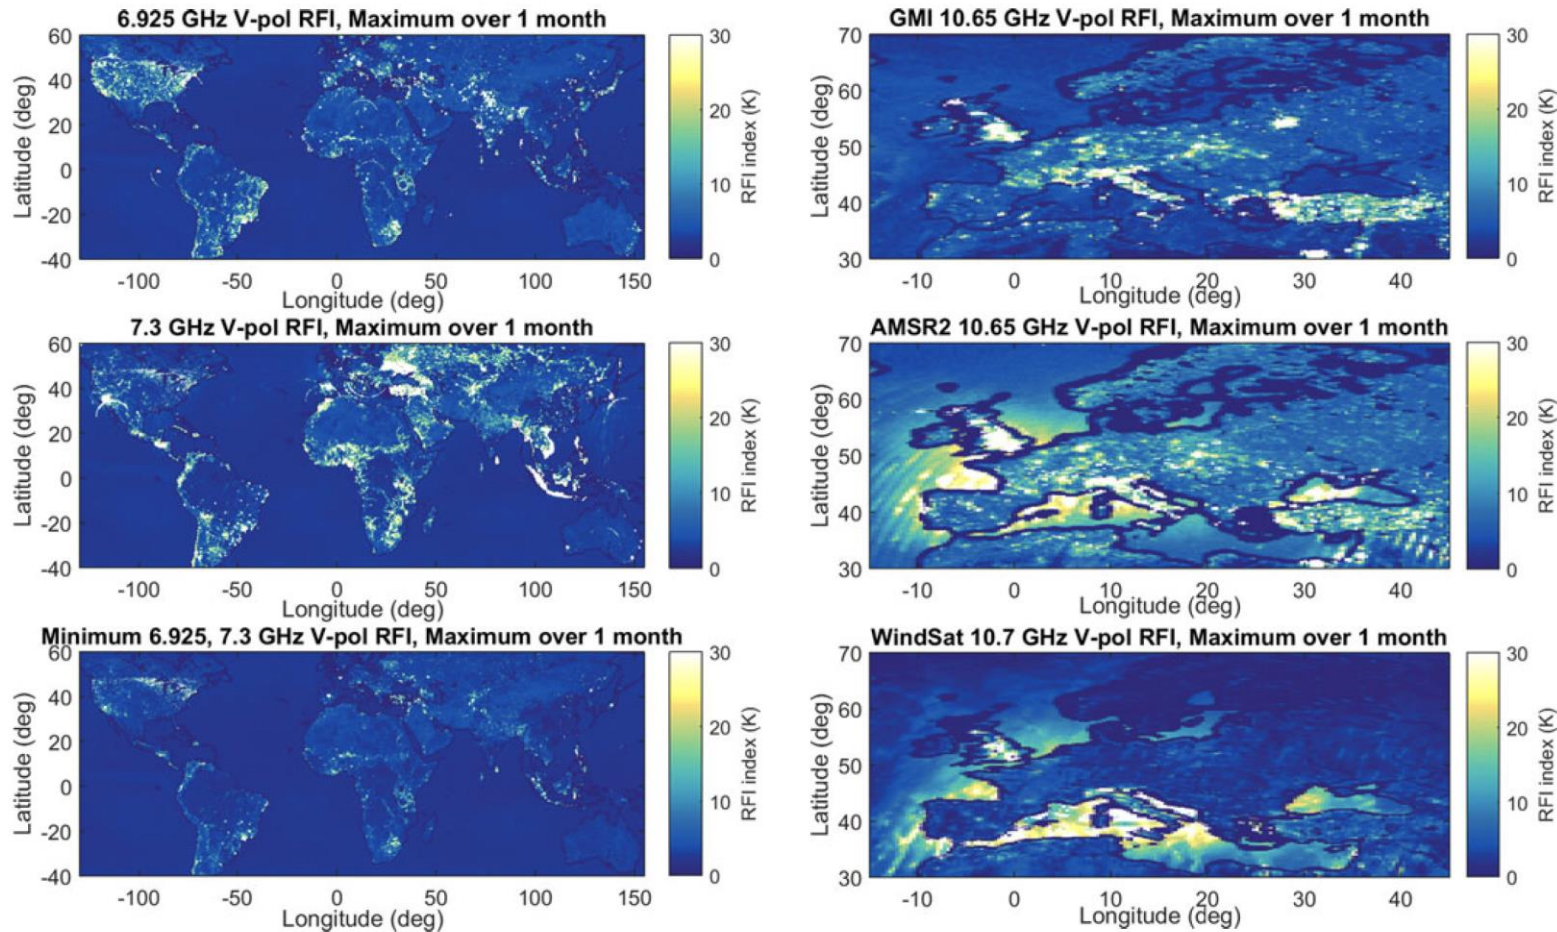 6.925 GHz V-pol RFI, Maximum over 1 month
60
40
20
0
-20
-40
Latitude (deg)
-100 -50 0 50 100 150
Longitude (deg)
30
20
10
0
RFI index (K)
GMI 10.65 GHz V-pol RFI, Maximum over 1 month
70
60
50
40
30
Latitude (deg)
-10 0 10 20 30 40
Longitude (deg)
30
20
10
0
RFI index (K)
7.3 GHz V-pol RFI, Maximum over 1 month
60
40
20
0
-20
-40
Latitude (deg)
-100 -50 0 50 100 150
Longitude (deg)
30
20
10
0
RFI index (K)
AMSR2 10.65 GHz V-pol RFI, Maximum over 1 month
70
60
50
40
30
Latitude (deg)
-10 0 10 20 30 40
Longitude (deg)
30
20
10
0
RFI index (K)
Minimum 6.925, 7.3 GHz V-pol RFI, Maximum over 1 month
60
40
20
0
-20
-40
Latitude (deg)
-100 -50 0 50 100 150
Longitude (deg)
30
20
10
0
RFI index (K)
WindSat 10.7 GHz V-pol RFI, Maximum over 1 month
70
60
50
40
30
Latitude (deg)
-10 0 10 20 30 40
Longitude (deg)
30
20
10
0
RFI index (K)